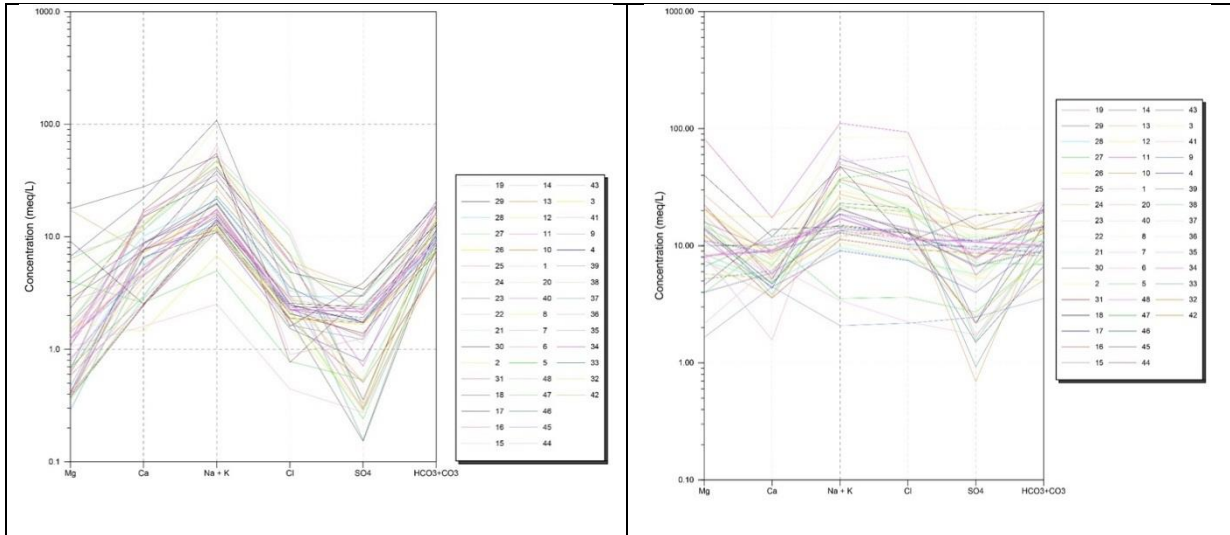 1000.0
100.0
10.0
1.0
0.1
Concentration (meq/L)
Mg Ca Na + K Cl SO4 HCO3+CO3
19 14 43
29 13 3
28 12 41
27 11 9
26 10 4
25 1 39
24 20 38
23 40 37
22 8 36
21 7 35
30 6 34
2 5 33
31 48 32
18 47 42
17 46
16 45
15 44
1000.00
100.00
10.00
1.00
0.10
Concentration (meq/L)
Mg Ca Na + K Cl SO4 HCO3+CO3
19 14 43
29 13 3
28 12 41
27 11 9
26 10 4
25 1 39
24 20 38
23 40 37
22 8 36
21 7 35
30 6 34
2 5 33
31 48 32
18 47 42
17 46
16 45
15 44